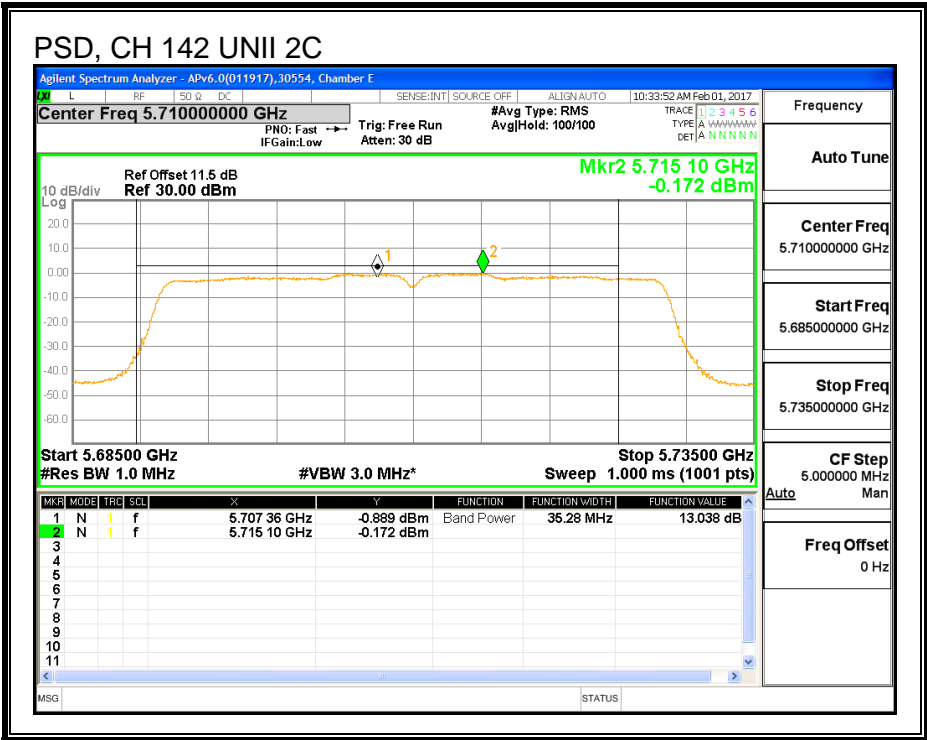 PSD, CH 142 UNII 2C
Agilent Spectrum Analyzer - APv6.0(011917),30554, Chamber E
LXI L RF 50 Ω DC SENSE:INT SOURCE OFF ALIGN AUTO 10:33:52 AM Feb 01, 2017
Center Freq 5.710000000 GHz
#Avg Type: RMS
TRACE 1 2 3 4 5 6
PNO: Fast
Trig: Free Run
Avg|Hold: 100/100
TYPE A WWWWW
IFGain:Low
Atten: 30 dB
DET A N N N N N
Mkr2 5.715 10 GHz
-0.172 dBm
Ref Offset 11.5 dB
10 dB/div Ref 30.00 dBm
Log
20.0
10.0
0.00
-10.0
-20.0
-30.0
-40.0
-50.0
-60.0
1
2
Start 5.68500 GHz
Stop 5.73500 GHz
#Res BW 1.0 MHz
#VBW 3.0 MHz*
Sweep 1.000 ms (1001 pts)
MKR MODE TRC SCL X Y FUNCTION FUNCTION WIDTH FUNCTION VALUE
1 N 1 f 5.707 36 GHz -0.889 dBm Band Power 35.28 MHz 13.038 dB
2 N 1 f 5.715 10 GHz -0.172 dBm
3
4
5
6
7
8
9
10
11
MSG
STATUS
Frequency
Auto Tune
Center Freq
5.710000000 GHz
Start Freq
5.685000000 GHz
Stop Freq
5.735000000 GHz
CF Step
5.000000 MHz
Auto Man
Freq Offset
0 Hz